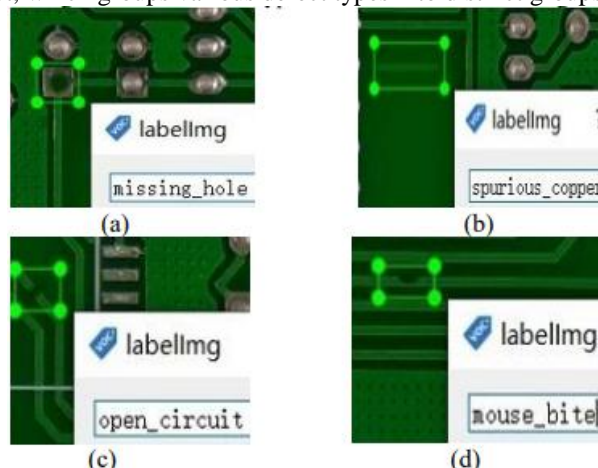 labelImg
missing_hole
(a)
labelImg
spurious_copper
(b)
labelImg
open_circuit
(c)
labelImg
mouse_bite
(d)